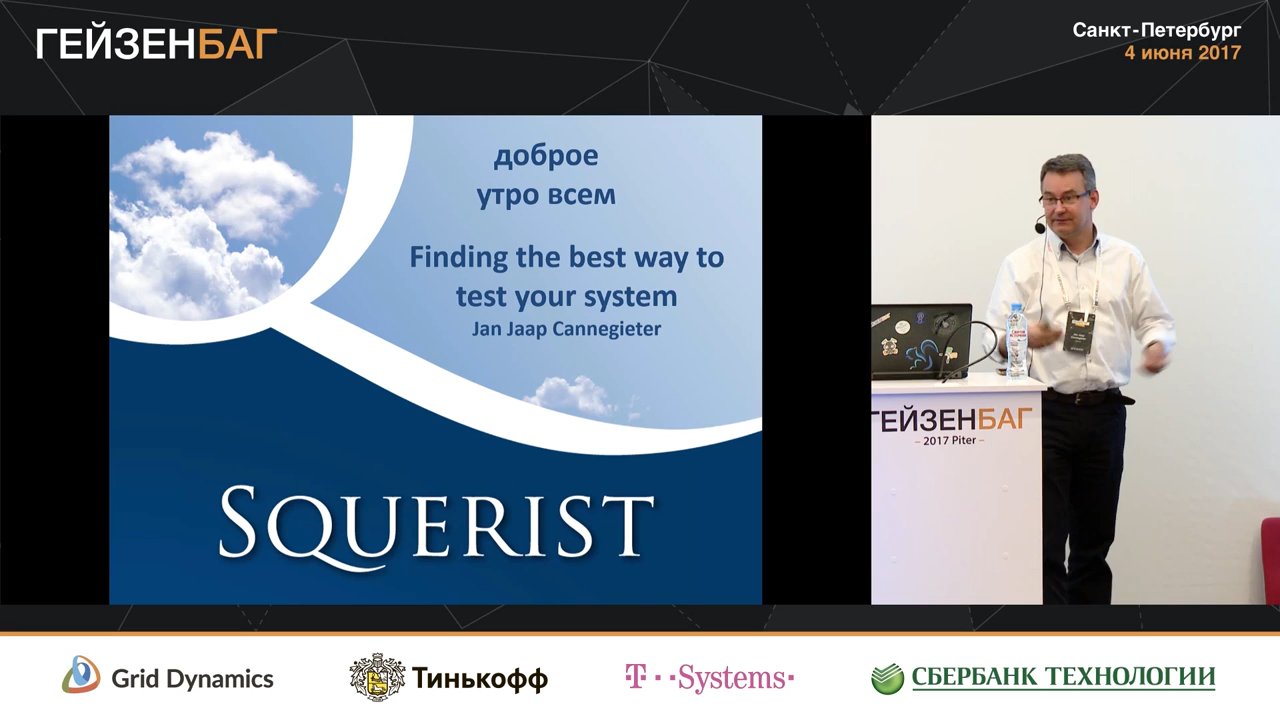 ГЕЙЗЕНБАГ
Санкт-Петербург
4 июня 2017
доброе
утро всем
Finding the best way to
test your system
Jan Jaap Cannegieter
SQUERIST
ГЕЙЗЕНБАГ
– 2017 Piter –
Grid Dynamics
Тинькофф
T··Systems·
СБЕРБАНК ТЕХНОЛОГИИ